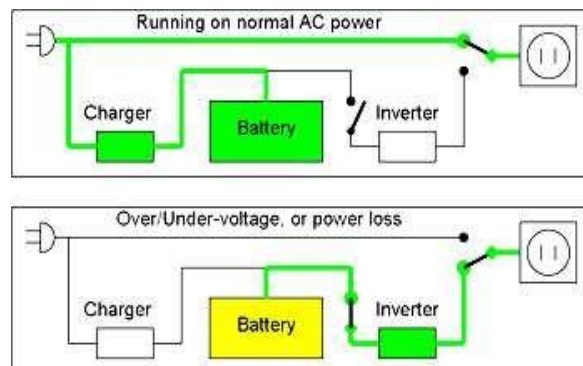 Running on normal AC power
Charger
Battery
Inverter
Over/Under-voltage, or power loss
Charger
Battery
Inverter